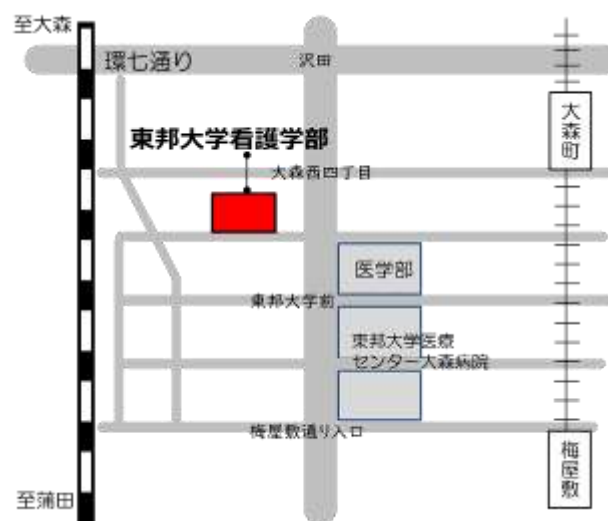 至大森
環七通り
沢田
大森町
東邦大学看護学部
大森西四丁目
医学部
東邦大学前
東邦大学医療
センター大森病院
梅屋敷通り入口
梅屋敷
至蒲田